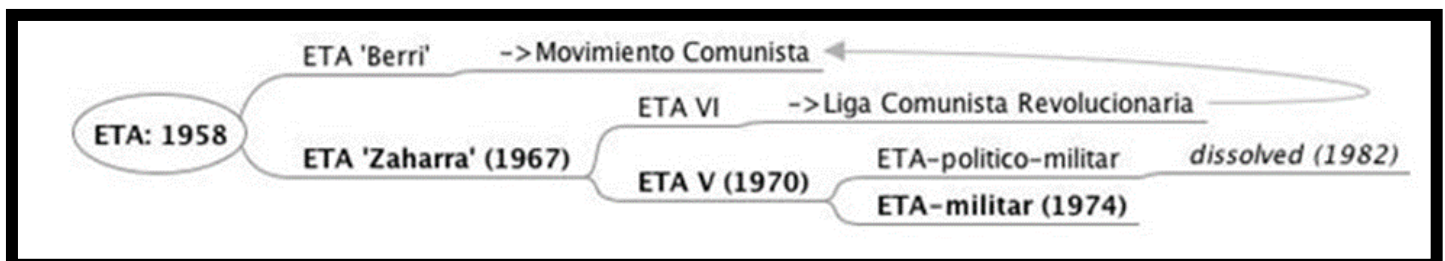 ETA: 1958
ETA 'Berri'
->Movimiento Comunista
ETA 'Zaharra' (1967)
ETA VI
->Liga Comunista Revolucionaria
ETA V (1970)
ETA-politico-militar
dissolved (1982)
ETA-militar (1974)